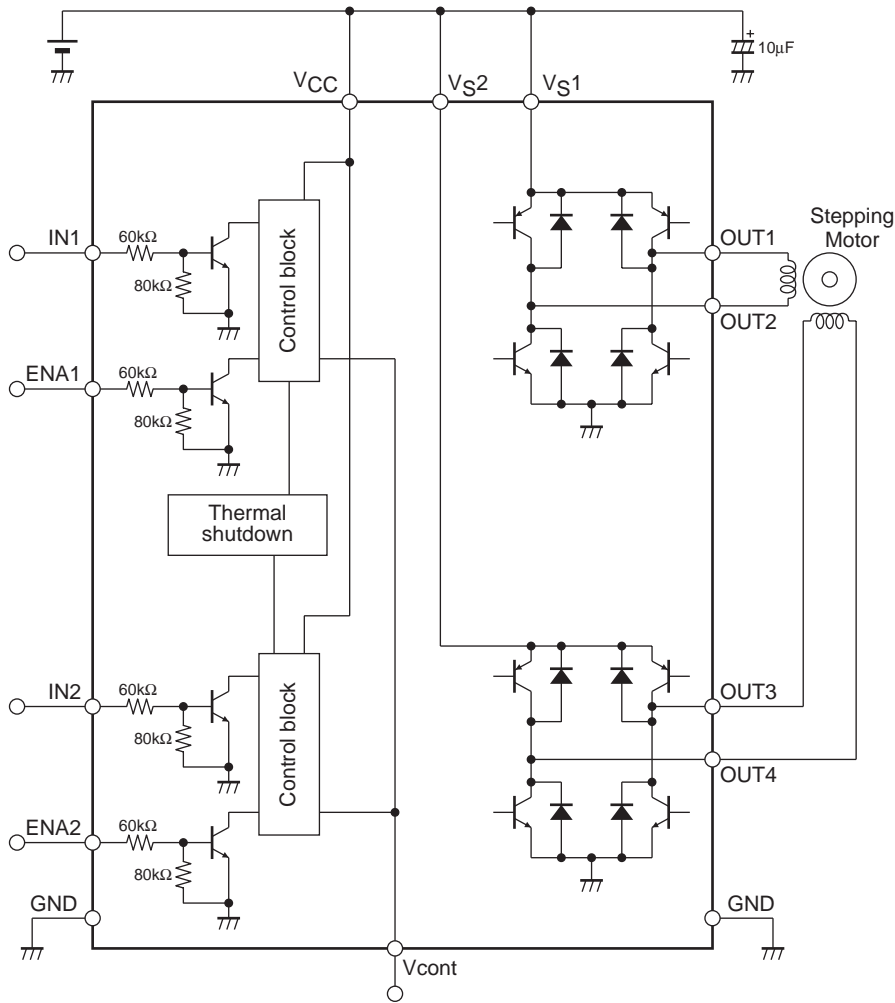 10µF
+
VCC
VS2
VS1
IN1
60kΩ
80kΩ
Control block
OUT1
Stepping
Motor
OUT2
ENA1
60kΩ
80kΩ
Thermal
shutdown
IN2
60kΩ
80kΩ
Control block
OUT3
OUT4
ENA2
60kΩ
80kΩ
GND
GND
Vcont